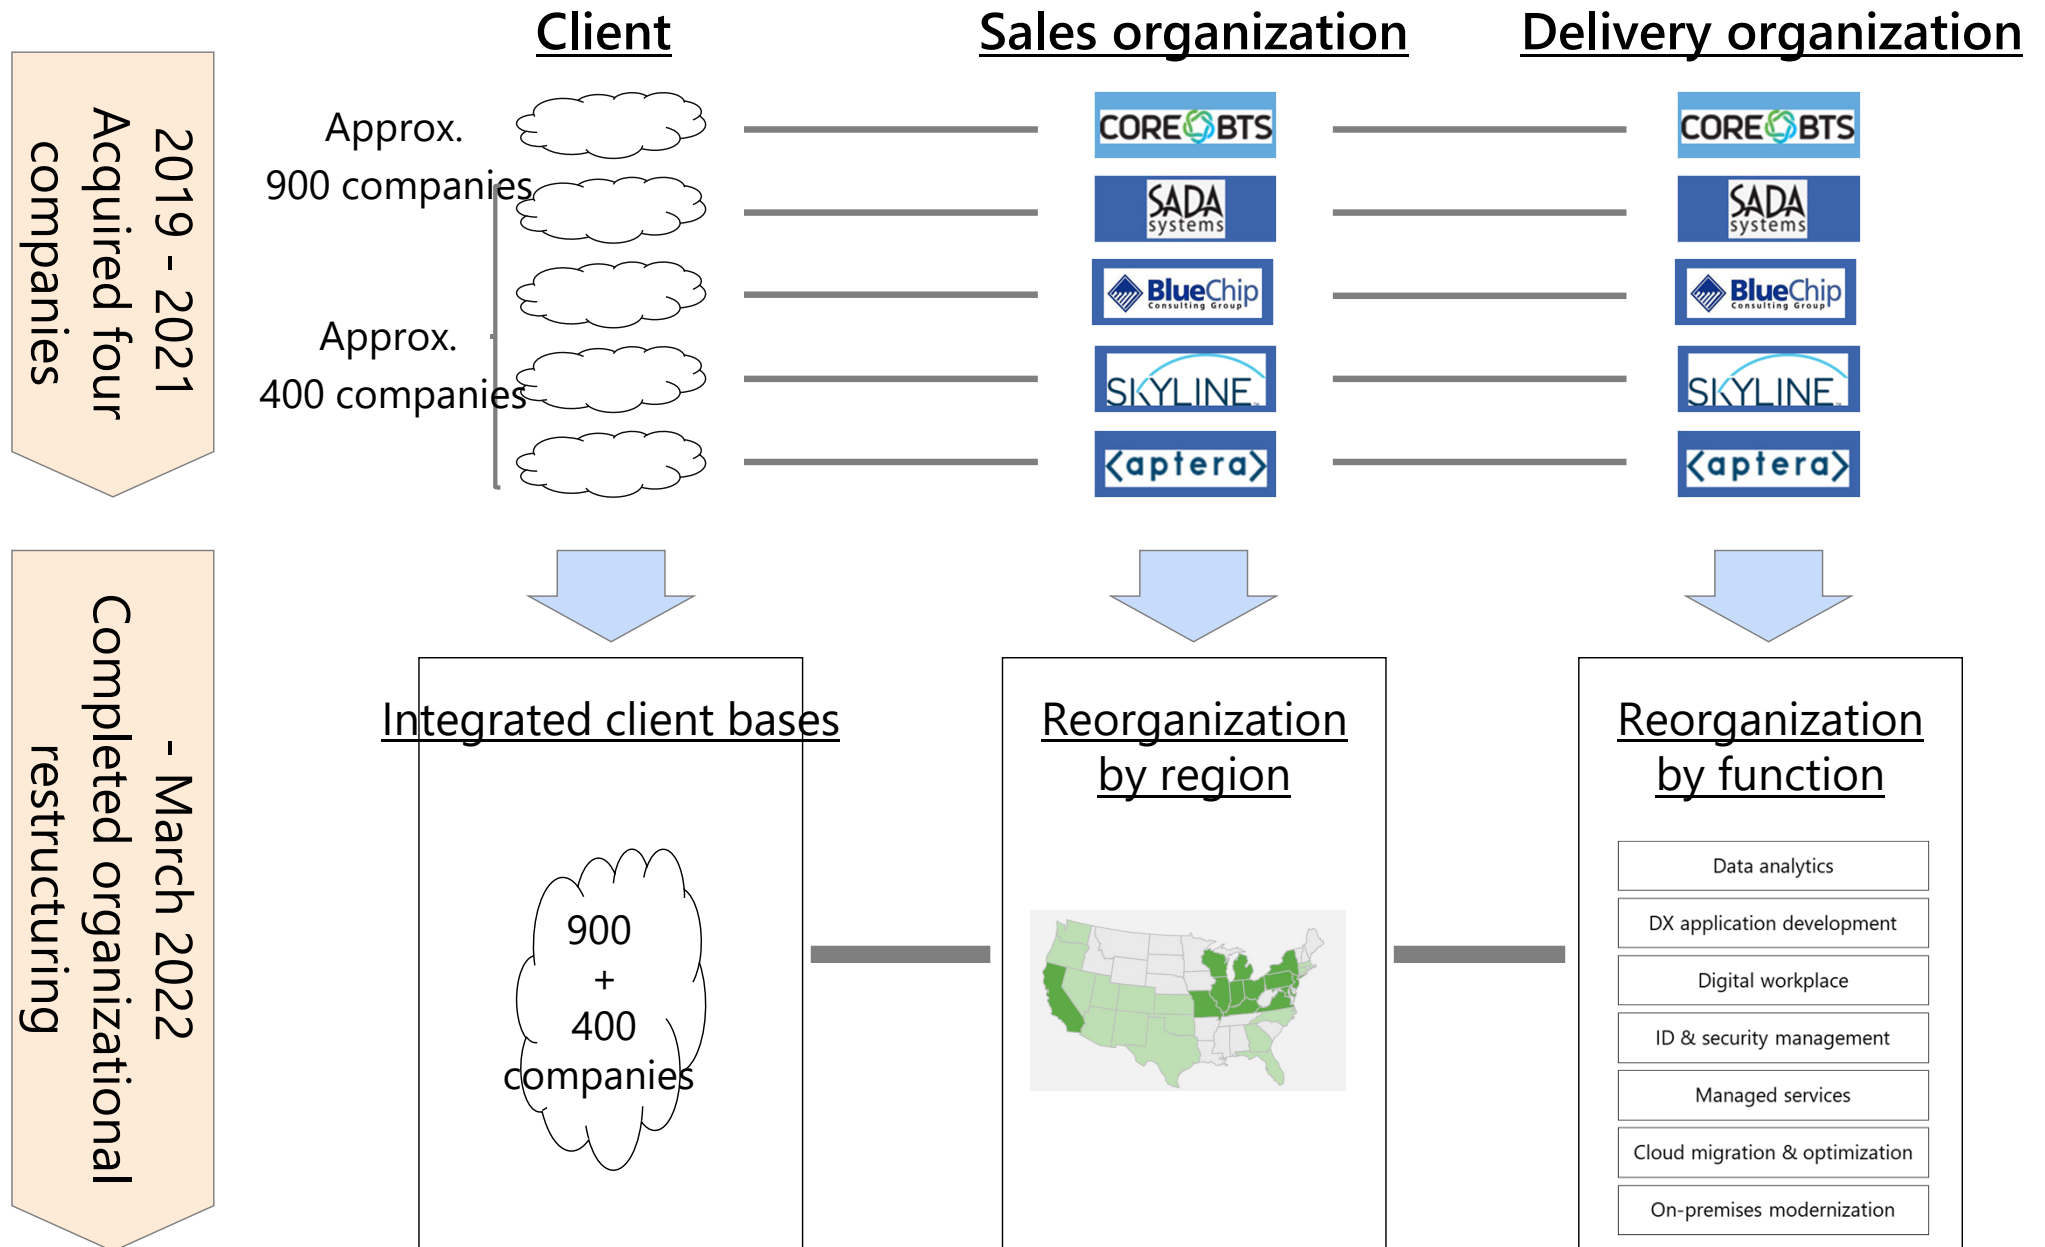 Client
Sales organization
Delivery organization
2019 - 2021
Acquired four
companies
Approx.
900 companies
Approx.
400 companies
CORE BTS
CORE BTS
SADA
systems
SADA
systems
BlueChip
Consulting Group
BlueChip
Consulting Group
SKYLINE
SKYLINE
<aptera>
<aptera>
- March 2022
Completed organizational
restructuring
Integrated client bases
900
+
400
companies
Reorganization
by region
Reorganization
by function
Data analytics
DX application development
Digital workplace
ID & security management
Managed services
Cloud migration & optimization
On-premises modernization